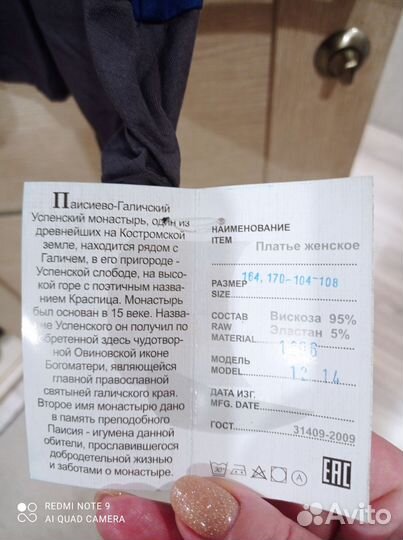 Паисиево-Галичский
Успенский монастырь, один из
древнейших на Костромской
земле, находится рядом с
Галичем, в его пригороде -
Успенской слободе, на высо-
кой горе с поэтичным назва-
нием Краспица. Монастырь
был основан в 15 веке. Назва-
ние Успенского он получил по
обретенной здесь чудотвор-
ной Овиновской иконе
Богоматери, являющейся
главной православной
святыней галичского края.
Второе имя монастырю дано
в память преподобного
Паисия - игумена данной
обители, прославившегося
добродетельной жизнью
и заботами о монастыре.
НАИМЕНОВАНИЕ
ITEM Платье женское
РАЗМЕР 164,170-104-108
SIZE
СОСТАВ Вискоза 95%
RAW Эластан 5%
MATERIAL
МОДЕЛЬ
MODEL 12 14
ДАТА ИЗГ.
MFG. DATE
ГОСТ 31409-2009
30°
A
EAC
REDMI NOTE 9
AI QUAD CAMERA
Avito